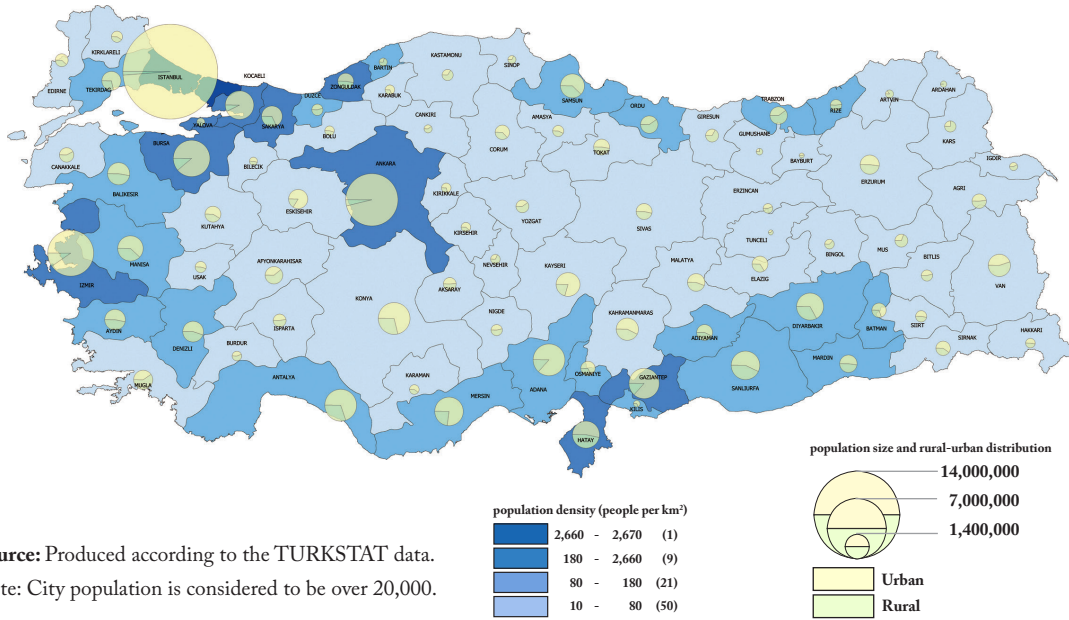 KIRKLARELI
EDIRNE
TEKIRDAG
ISTANBUL
KOCAELI
YALOVA
SAKARYA
DUZCE
ZONGULDAK
BARTIN
KARABUK
KASTAMONU
SINOP
SAMSUN
ORDU
GIRESUN
TRABZON
RIZE
ARTVIN
ARDAHAN
CANAKKALE
BURSA
BILECIK
BOLU
CANKIRI
ANKARA
CORUM
AMASYA
TOKAT
GUMUSHANE
BAYBURT
ERZURUM
KARS
IGDIR
AGRI
BALIKESIR
KUTAHYA
ESKISEHIR
KIRIKKALE
KIRSEHIR
YOZGAT
SIVAS
ERZINCAN
TUNCELI
BINGOL
MUS
BITLIS
VAN
IZMIR
MANISA
USAK
AFYONKARAHISAR
KONYA
AKSARAY
NEVSEHIR
KAYSERI
MALATYA
ELAZIG
DIYARBAKIR
BATMAN
SIIRT
SIRNAK
HAKKARI
AYDIN
DENIZLI
BURDUR
ISPARTA
NIGDE
KAHRAMANMARAS
ADIYAMAN
MARDIN
MUGLA
ANTALYA
KARAMAN
MERSIN
ADANA
OSMANIYE
GAZIANTEP
KILIS
SANLIURFA
HATAY
population density (people per km²)
2,660 - 2,670 (1)
180 - 2,660 (9)
80 - 180 (21)
10 - 80 (50)
population size and rural-urban distribution
14,000,000
7,000,000
1,400,000
Urban
Rural
urce: Produced according to the TURKSTAT data.
te: City population is considered to be over 20,000.